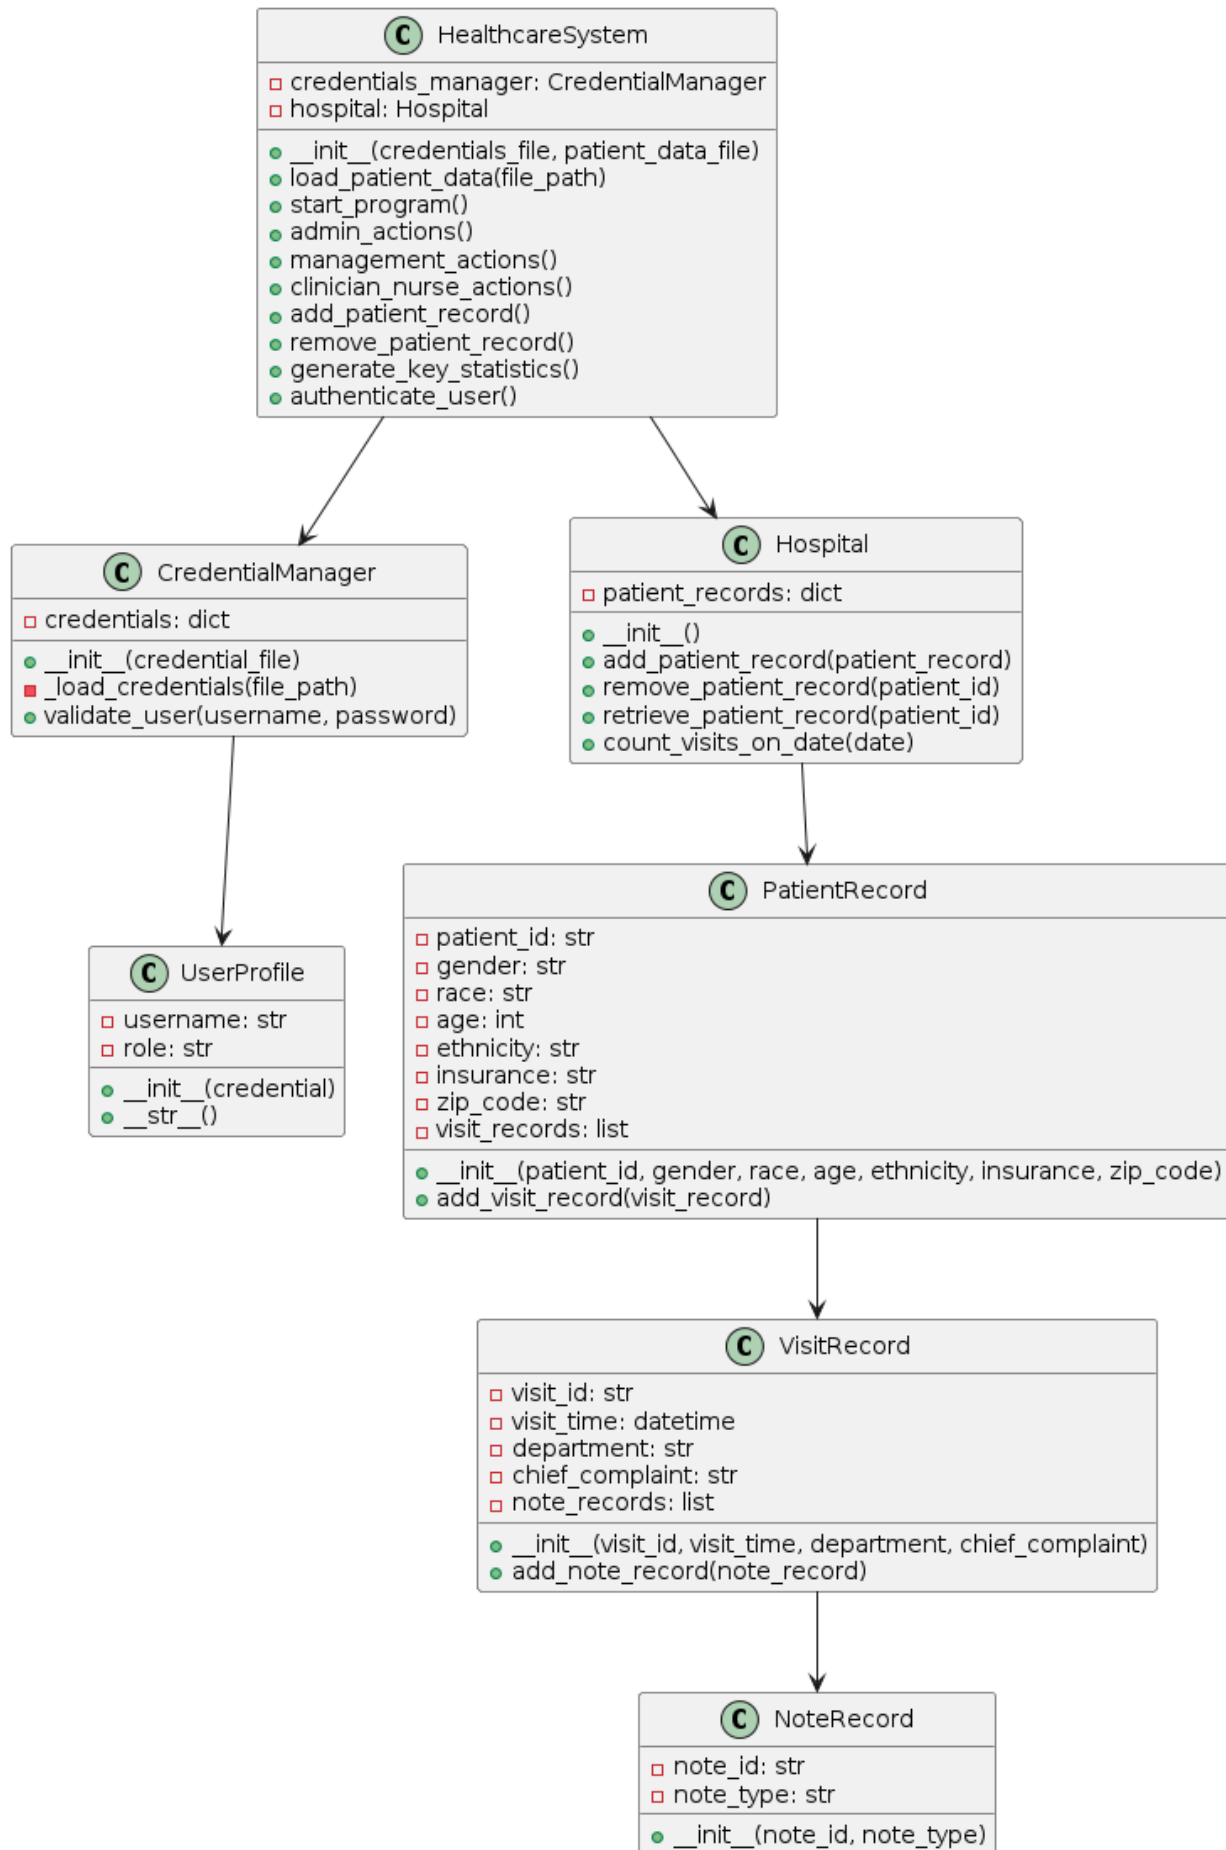 C HealthcareSystem
credentials_manager: CredentialManager
hospital: Hospital
__init__(credentials_file, patient_data_file)
load_patient_data(file_path)
start_program()
admin_actions()
management_actions()
clinician_nurse_actions()
add_patient_record()
remove_patient_record()
generate_key_statistics()
authenticate_user()
C CredentialManager
credentials: dict
__init__(credential_file)
_load_credentials(file_path)
validate_user(username, password)
C Hospital
patient_records: dict
__init__()
add_patient_record(patient_record)
remove_patient_record(patient_id)
retrieve_patient_record(patient_id)
count_visits_on_date(date)
C UserProfile
username: str
role: str
__init__(credential)
__str__()
C PatientRecord
patient_id: str
gender: str
race: str
age: int
ethnicity: str
insurance: str
zip_code: str
visit_records: list
__init__(patient_id, gender, race, age, ethnicity, insurance, zip_code)
add_visit_record(visit_record)
C VisitRecord
visit_id: str
visit_time: datetime
department: str
chief_complaint: str
note_records: list
__init__(visit_id, visit_time, department, chief_complaint)
add_note_record(note_record)
C NoteRecord
note_id: str
note_type: str
__init__(note_id, note_type)